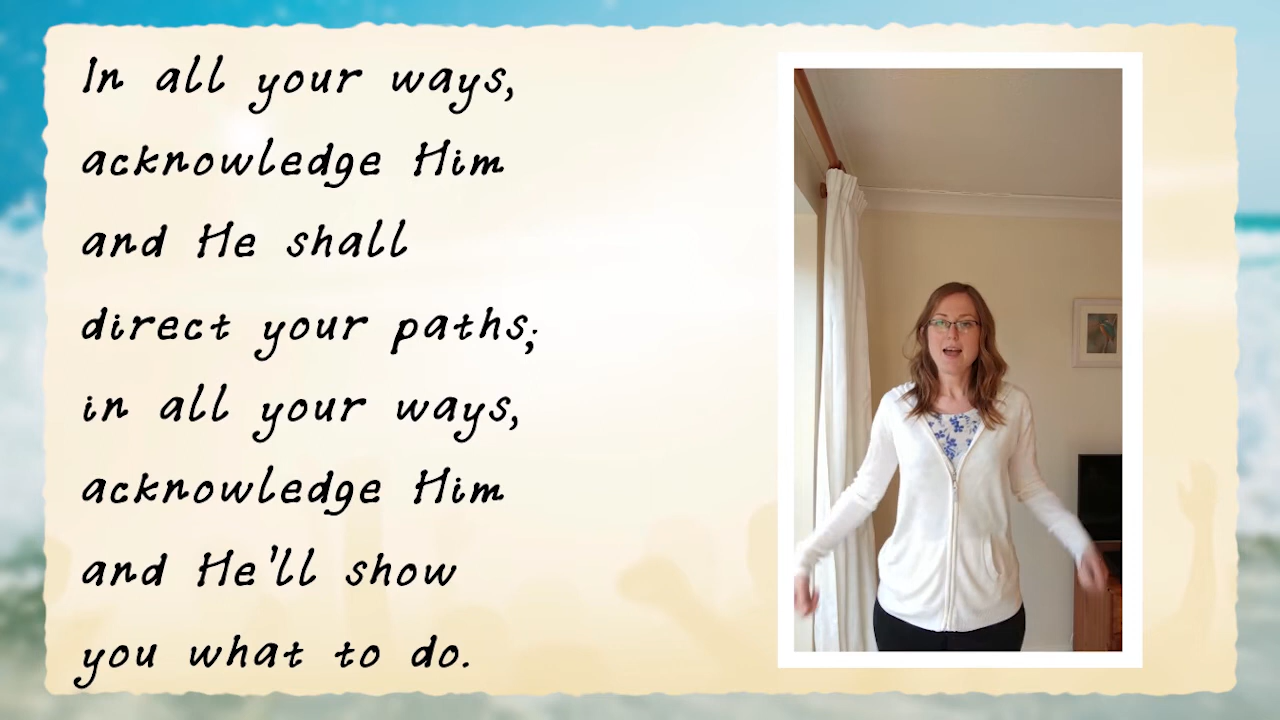 In all your ways,
acknowledge Him
and He shall
direct your paths;
in all your ways,
acknowledge Him
and He'll show
you what to do.